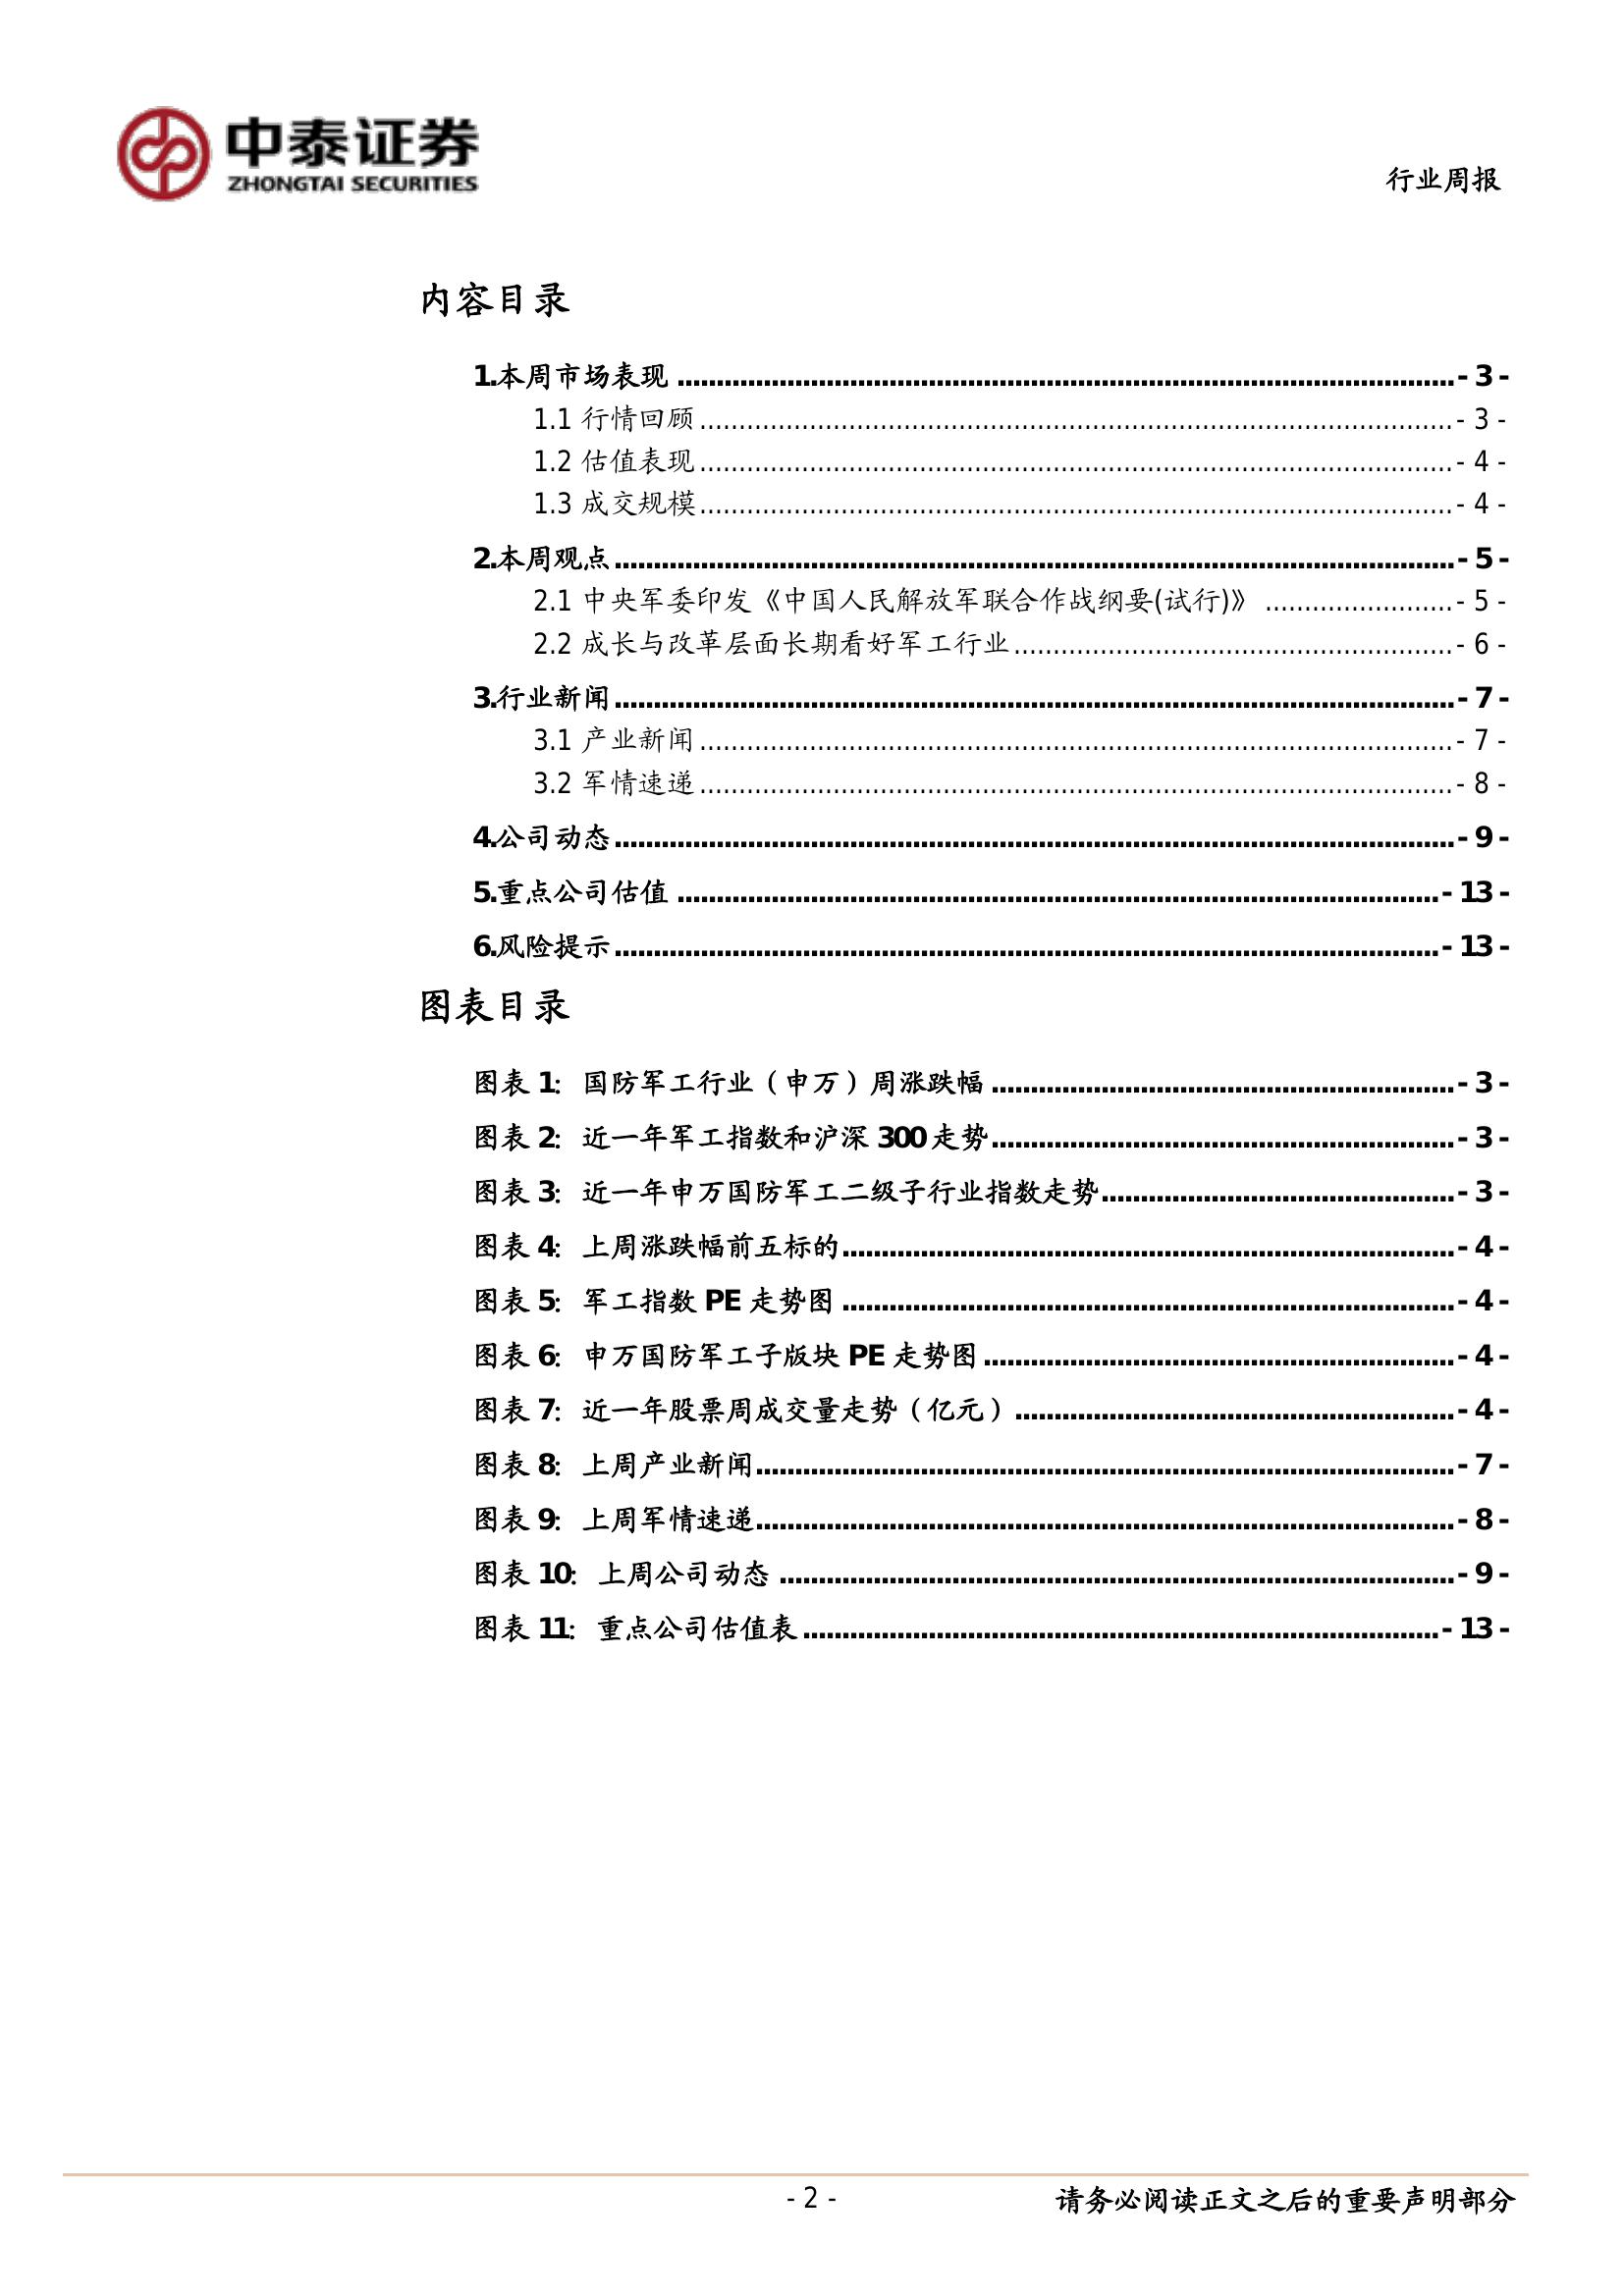 中泰证券
ZHONGTAI SECURITIES
行业周报
内容目录
1.本周市场表现 ................................................................ - 3 -
1.1 行情回顾 ................................................................ - 3 -
1.2 估值表现 ................................................................ - 4 -
1.3 成交规模 ................................................................ - 4 -
2.本周观点 ................................................................ - 5 -
2.1 中央军委印发《中国人民解放军联合作战纲要(试行)》 ........................ - 5 -
2.2 成长与改革层面长期看好军工行业 ........................................ - 6 -
3.行业新闻 ................................................................ - 7 -
3.1 产业新闻 ................................................................ - 7 -
3.2 军情速递 ................................................................ - 8 -
4.公司动态 ................................................................ - 9 -
5.重点公司估值 ................................................................ - 13 -
6.风险提示 ................................................................ - 13 -
图表目录
图表 1：国防军工行业（申万）周涨跌幅 ........................................ - 3 -
图表 2：近一年军工指数和沪深 300 走势 ........................................ - 3 -
图表 3：近一年申万国防军工二级子行业指数走势 ................................ - 3 -
图表 4：上周涨跌幅前五标的 ................................................ - 4 -
图表 5：军工指数 PE 走势图 ................................................ - 4 -
图表 6：申万国防军工子版块 PE 走势图 ........................................ - 4 -
图表 7：近一年股票周成交量走势（亿元） ........................................ - 4 -
图表 8：上周产业新闻 ........................................................ - 7 -
图表 9：上周军情速递 ........................................................ - 8 -
图表 10：上周公司动态 ........................................................ - 9 -
图表 11：重点公司估值表 ........................................................ - 13 -
- 2 -
请务必阅读正文之后的重要声明部分